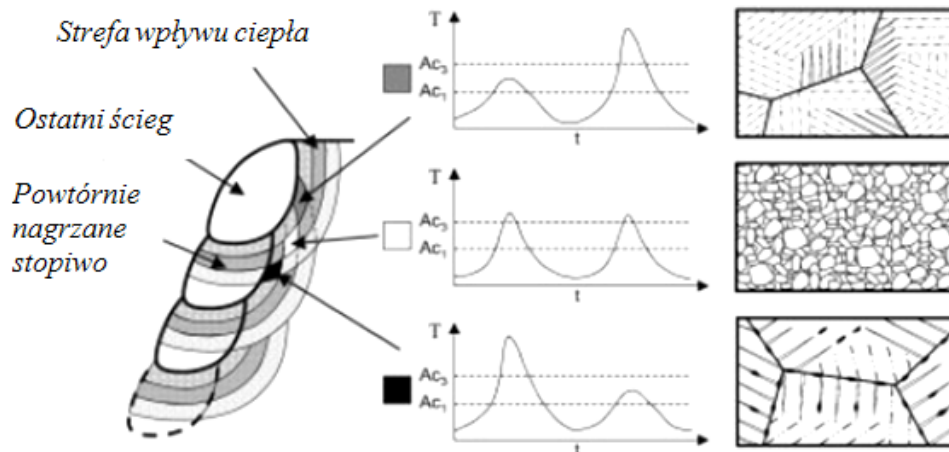 Strefa wpływu ciepła
Ostatni ścieg
Powtórnie
nagrzane
stopiwo
T
Ac₃
Ac₁
t
T
Ac₃
Ac₁
t
T
Ac₃
Ac₁
t